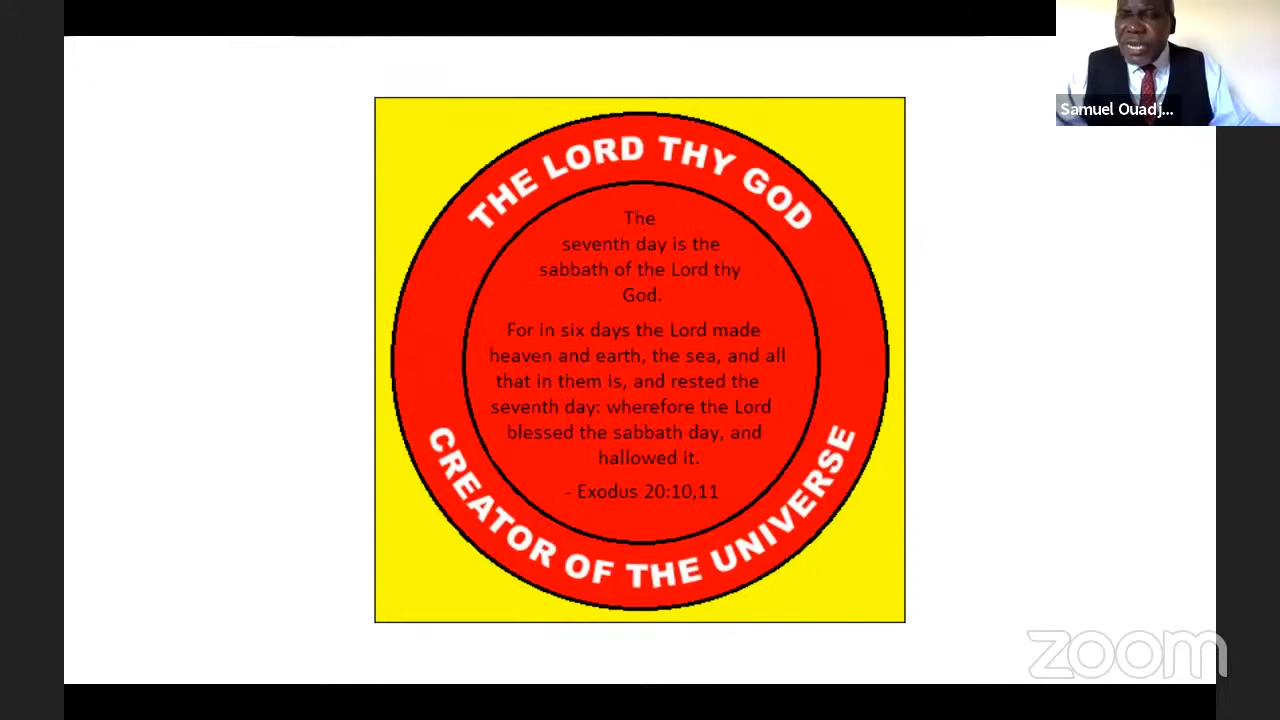 THE LORD THY GOD
The
seventh day is the
sabbath of the Lord thy
God.
For in six days the Lord made
heaven and earth, the sea, and all
that in them is, and rested the
seventh day: wherefore the Lord
blessed the sabbath day, and
hallowed it.
- Exodus 20:10,11
CREATOR OF THE UNIVERSE
Samuel Ouadj...
zoom